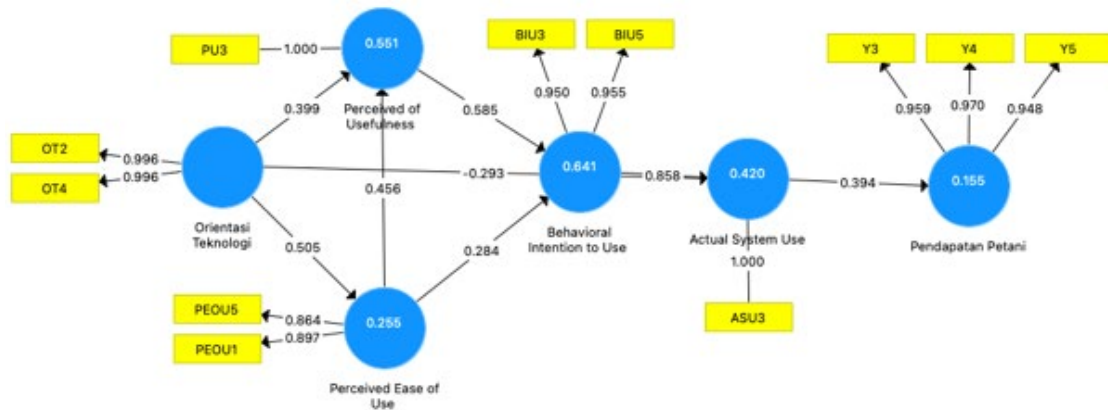 PU3
1.000
0.551
Perceived of
Usefulness
BIU3
BIU5
0.950
0.955
Y3
Y4
Y5
0.959
0.970
0.948
0.399
0.585
OT2
OT4
0.996
0.996
Orientasi
Teknologi
-0.293
0.456
0.641
Behavioral
Intention to Use
0.858
0.420
Actual System Use
0.394
0.155
Pendapatan Petani
0.505
0.284
1.000
ASU3
PEOU5
PEOU1
0.864
0.897
0.255
Perceived Ease of
Use